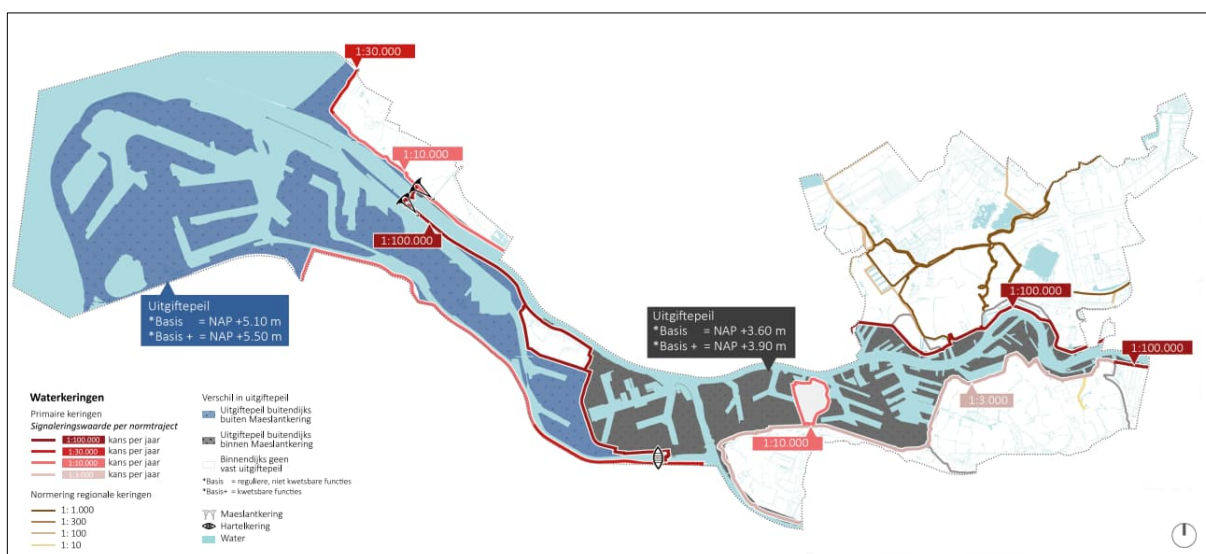 1:30.000
1:10.000
1:100.000
Uitgiftepeil
*Basis = NAP +5.10 m
*Basis + = NAP +5.50 m
Uitgiftepeil
*Basis = NAP +3.60 m
*Basis + = NAP +3.90 m
1:100.000
1:100.000
1:3.000
1:10.000
Waterkeringen
Primaire keringen
Signaleringswaarde per normtraject
1:100.000 kans per jaar
1:30.000 kans per jaar
1:10.000 kans per jaar
1:3.000 kans per jaar
Normering regionale keringen
1: 1.000
1: 300
1: 100
1: 10
Verschil in uitgiftepeil
Uitgiftepeil buitendijks
buiten Maeslantkering
Uitgiftepeil buitendijks
binnen Maeslantkering
Binnendijks geen
vast uitgiftepeil
*Basis = reguliere, niet kwetsbare functies
*Basis+ = kwetsbare functies
Maeslantkering
Hartelkering
Water